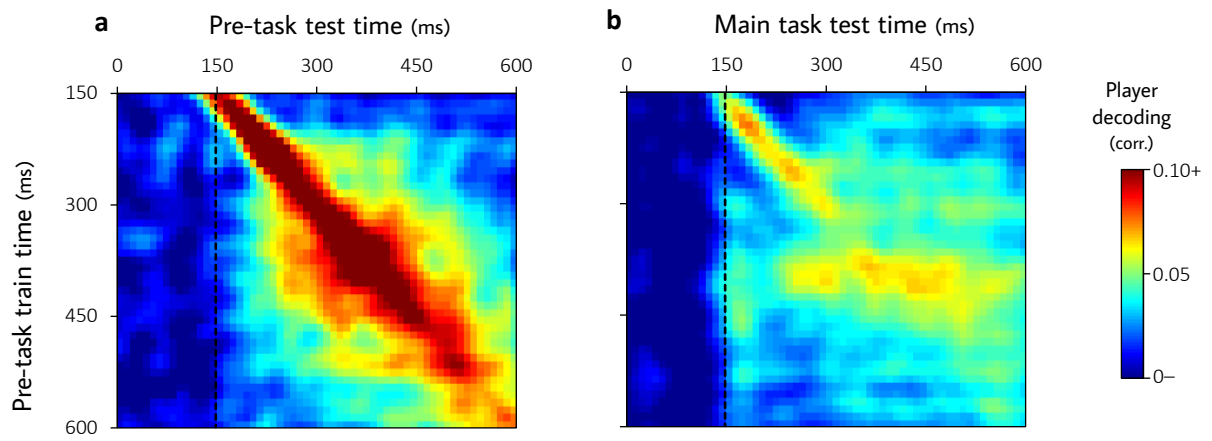 a
Pre-task test time (ms)
0 150 300 450 600
Pre-task train time (ms)
150
300
450
600
b
Main task test time (ms)
0 150 300 450 600
Player
decoding
(corr.)
0.10+
0.05
0–